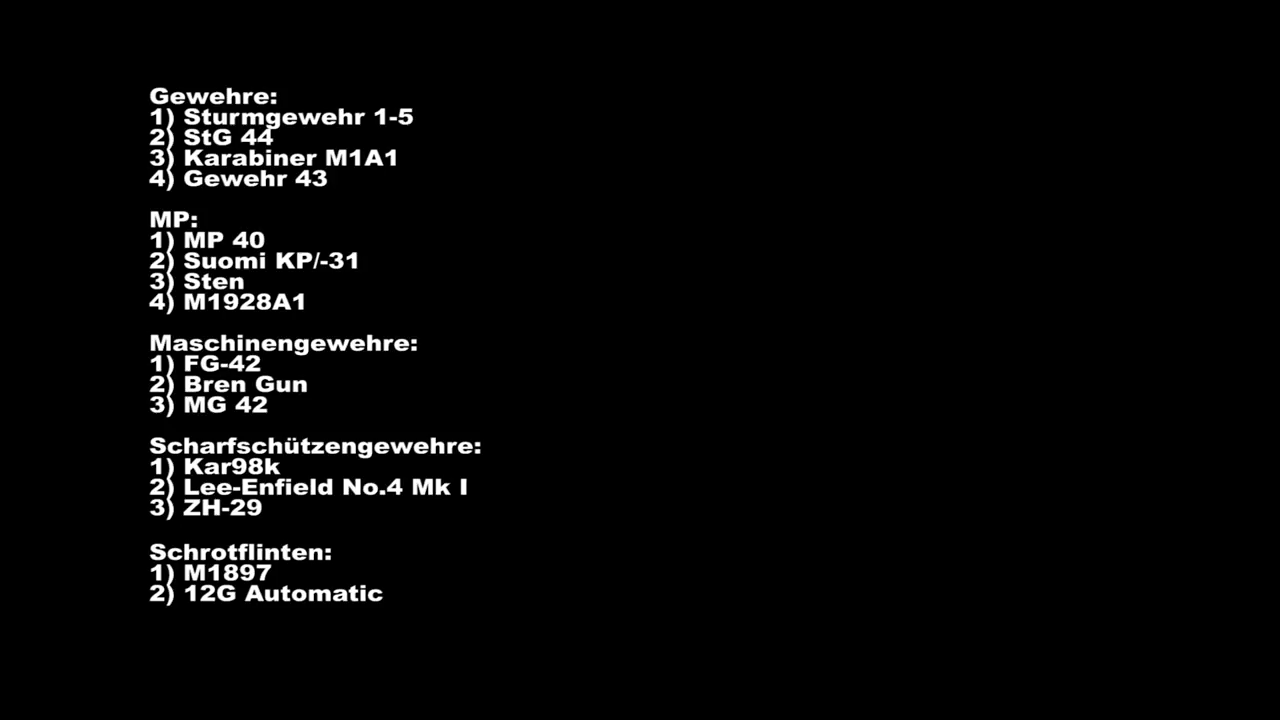 Gewehre:
1) Sturmgewehr 1-5
2) StG 44
3) Karabiner M1A1
4) Gewehr 43
MP:
1) MP 40
2) Suomi KP/-31
3) Sten
4) M1928A1
Maschinengewehre:
1) FG-42
2) Bren Gun
3) MG 42
Scharfschützengewehre:
1) Kar98k
2) Lee-Enfield No.4 Mk I
3) ZH-29
Schrotflinten:
1) M1897
2) 12G Automatic